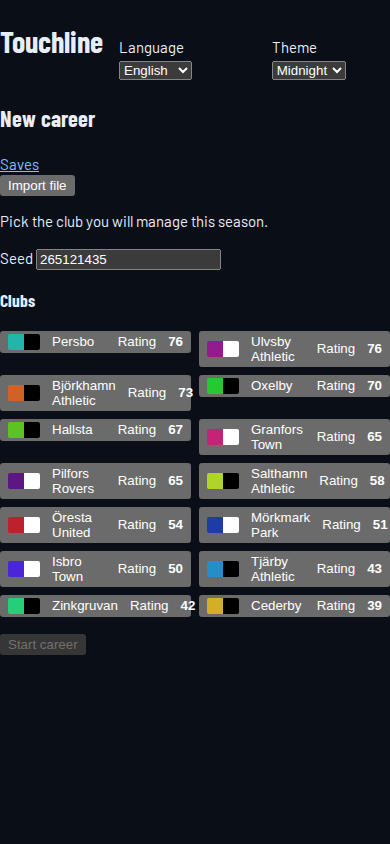 Touchline
Language
Theme
English
Midnight
New career
Saves
Import file
Pick the club you will manage this season.
Seed 265121435
Clubs
Persbo Rating 76
Ulvsby
Athletic Rating 76
Björkhamn
Athletic Rating 73
Oxelby Rating 70
Hallsta Rating 67
Granfors
Town Rating 65
Pilfors
Rovers Rating 65
Salthamn
Athletic Rating 58
Öresta
United Rating 54
Mörkmark
Park Rating 51
Isbro
Town Rating 50
Tjärby
Athletic Rating 43
Zinkgruvan Rating 42
Cederby Rating 39
Start career